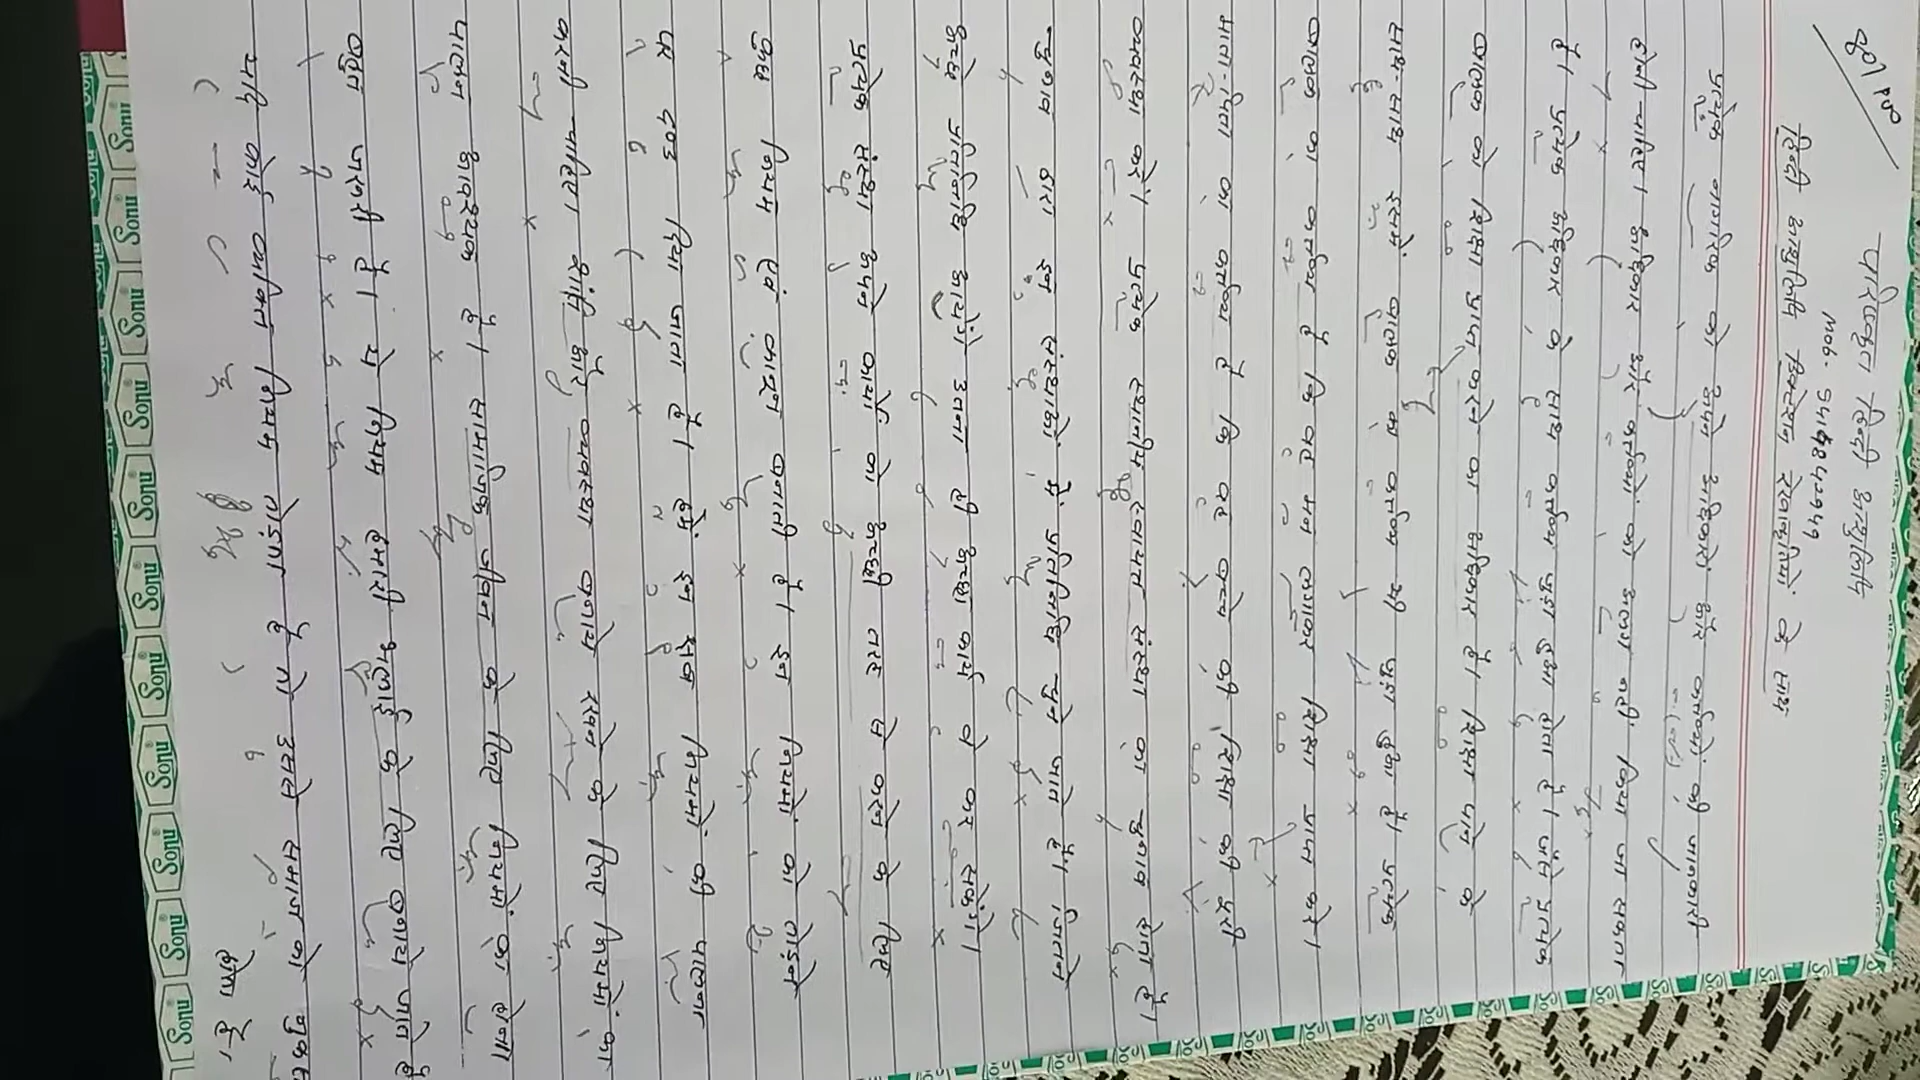 परिष्कृत हिन्दी आशुलिपि
Mob. 9416842949
हिन्दी आशुलिपि डिक्टेशन रेखाक्षरों के साथ
प्रत्येक नागरिक को अपने अधिकारों और कर्तव्यों की जानकारी
होनी चाहिए। अधिकार और कर्तव्यों को अलग नहीं किया जा सकता
है। प्रत्येक अधिकार के साथ कर्तव्य जुड़ा हुआ होता है। जैसे प्रत्येक
बालक को शिक्षा प्राप्त करने का अधिकार है। शिक्षा पाने के
साथ-साथ इसमें बालक का कर्तव्य भी जुड़ा हुआ है। प्रत्येक
बालक का कर्तव्य है कि वह मन लगाकर शिक्षा प्राप्त करे।
माता-पिता का कर्तव्य है कि वह बच्चे की शिक्षा की पूरी
व्यवस्था करें। प्रत्येक स्थानीय स्वायत्त संस्था का चुनाव होता है।
चुनाव द्वारा इन संस्थाओं में प्रतिनिधि चुने जाते हैं। जितने
अच्छे प्रतिनिधि आयेंगे उतना ही अच्छा कार्य वे कर सकेंगे।
प्रत्येक संस्था अपने कार्यों को अच्छी तरह से करने के लिए
कुछ नियम एवं कानून बनाती है। इन नियमों को तोड़ने
पर दण्ड दिया जाता है। हमें इन सब नियमों की पालना
करनी चाहिए। शांति और व्यवस्था बनाये रखने के लिए नियमों का
पालन आवश्यक है। सामाजिक जीवन के लिए नियमों का होना
बहुत जरूरी है। ये नियम हमारी भलाई के लिए बनाये जाते हैं
यदि कोई व्यक्ति नियम तोड़ता है तो उससे समाज को
होता है।